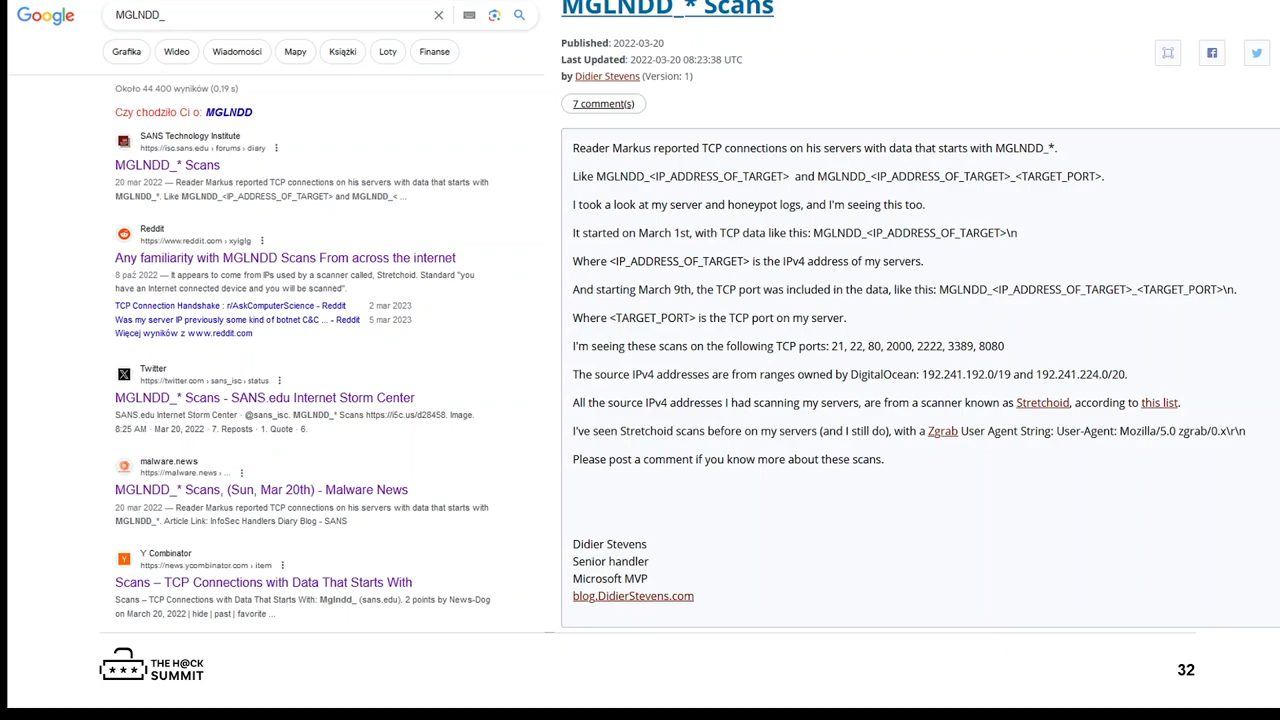 Google
MGLNDD_
Grafika
Wideo
Wiadomości
Mapy
Książki
Loty
Finanse
Około 44 400 wyników (0,19 s)
Czy chodziło Ci o: MGLNDD
SANS Technology Institute
https://isc.sans.edu › forums › diary
MGLNDD_* Scans
20 mar 2022 — Reader Markus reported TCP connections on his servers with data that starts with
MGLNDD_*. Like MGLNDD_<IP_ADDRESS_OF_TARGET> and MGLNDD_< ...
Reddit
https://www.reddit.com › xyiglg
Any familiarity with MGLNDD Scans From across the internet
8 paź 2022 — It appears to come from IPs used by a scanner called, Stretchoid. Standard "you
have an Internet connected device and you will be scanned".
TCP Connection Handshake : r/AskComputerScience - Reddit
2 mar 2023
Was my server IP previously some kind of botnet C&C ... - Reddit
5 mar 2023
Więcej wyników z www.reddit.com
Twitter
https://twitter.com › sans_isc › status
MGLNDD_* Scans - SANS.edu Internet Storm Center
SANS.edu Internet Storm Center · @sans_isc. MGLNDD_* Scans https://i5c.us/d28458. Image.
8:25 AM · Mar 20, 2022 · 7. Reposts · 1. Quote · 6.
malware.news
https://malware.news › ...
MGLNDD_* Scans, (Sun, Mar 20th) - Malware News
20 mar 2022 — Reader Markus reported TCP connections on his servers with data that starts with
MGLNDD_*. Article Link: InfoSec Handlers Diary Blog - SANS
Y Combinator
https://news.ycombinator.com › item
Scans – TCP Connections with Data That Starts With
Scans – TCP Connections with Data That Starts With: Mglndd_ (sans.edu). 2 points by News-Dog
on March 20, 2022 | hide | past | favorite ...
MGLNDD_* Scans
Published: 2022-03-20
Last Updated: 2022-03-20 08:23:38 UTC
by Didier Stevens (Version: 1)
7 comment(s)
Reader Markus reported TCP connections on his servers with data that starts with MGLNDD_*.
Like MGLNDD_<IP_ADDRESS_OF_TARGET>  and MGLNDD_<IP_ADDRESS_OF_TARGET>_<TARGET_PORT>.
I took a look at my server and honeypot logs, and I'm seeing this too.
It started on March 1st, with TCP data like this: MGLNDD_<IP_ADDRESS_OF_TARGET>\n
Where <IP_ADDRESS_OF_TARGET> is the IPv4 address of my servers.
And starting March 9th, the TCP port was included in the data, like this: MGLNDD_<IP_ADDRESS_OF_TARGET>_<TARGET_PORT>\n.
Where <TARGET_PORT> is the TCP port on my server.
I'm seeing these scans on the following TCP ports: 21, 22, 80, 2000, 2222, 3389, 8080
The source IPv4 addresses are from ranges owned by DigitalOcean: 192.241.192.0/19 and 192.241.224.0/20.
All the source IPv4 addresses I had scanning my servers, are from a scanner known as Stretchoid, according to this list.
I've seen Stretchoid scans before on my servers (and I still do), with a Zgrab User Agent String: User-Agent: Mozilla/5.0 zgrab/0.x\r\n
Please post a comment if you know more about these scans.
Didier Stevens
Senior handler
Microsoft MVP
blog.DidierStevens.com
THE H@CK
SUMMIT
32